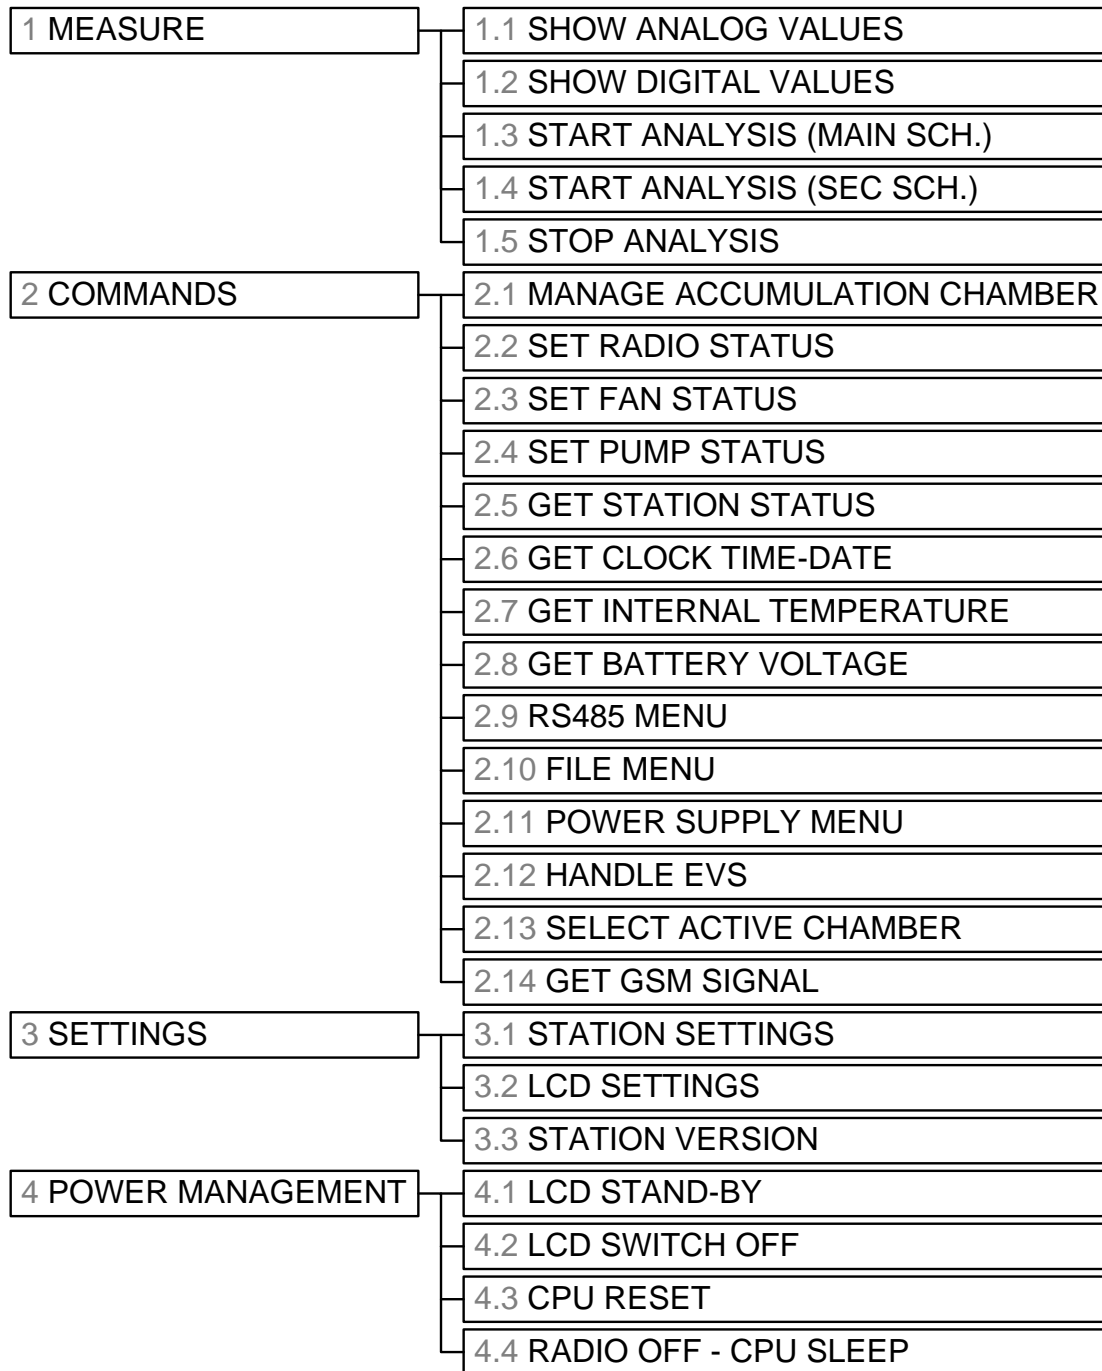 1 MEASURE
1.1 SHOW ANALOG VALUES
1.2 SHOW DIGITAL VALUES
1.3 START ANALYSIS (MAIN SCH.)
1.4 START ANALYSIS (SEC SCH.)
1.5 STOP ANALYSIS
2 COMMANDS
2.1 MANAGE ACCUMULATION CHAMBER
2.2 SET RADIO STATUS
2.3 SET FAN STATUS
2.4 SET PUMP STATUS
2.5 GET STATION STATUS
2.6 GET CLOCK TIME-DATE
2.7 GET INTERNAL TEMPERATURE
2.8 GET BATTERY VOLTAGE
2.9 RS485 MENU
2.10 FILE MENU
2.11 POWER SUPPLY MENU
2.12 HANDLE EVS
2.13 SELECT ACTIVE CHAMBER
2.14 GET GSM SIGNAL
3 SETTINGS
3.1 STATION SETTINGS
3.2 LCD SETTINGS
3.3 STATION VERSION
4 POWER MANAGEMENT
4.1 LCD STAND-BY
4.2 LCD SWITCH OFF
4.3 CPU RESET
4.4 RADIO OFF - CPU SLEEP